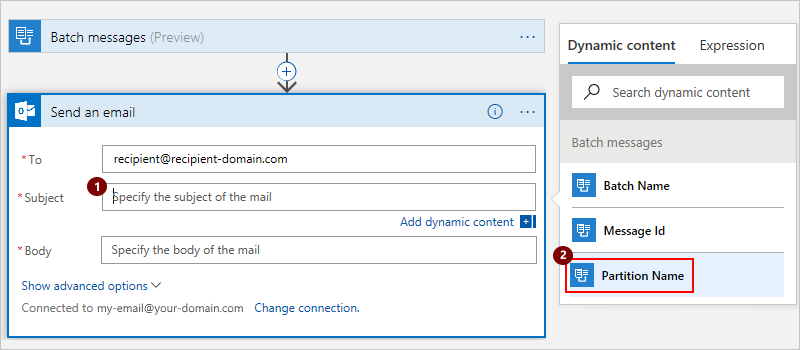 Batch messages (Preview)
...
Send an email
...
* To
recipient@recipient-domain.com
1
* Subject
Specify the subject of the mail
Add dynamic content +
* Body
Specify the body of the mail
Show advanced options
Connected to my-email@your-domain.com Change connection.
Dynamic content Expression
Search dynamic content
Batch messages
Batch Name
Message Id
2
Partition Name